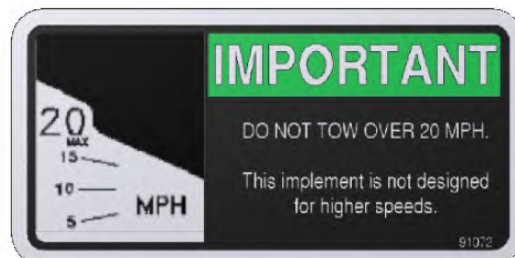 IMPORTANT
20
MAX
15
10
5
MPH
DO NOT TOW OVER 20 MPH.
This implement is not designed
for higher speeds.
91072